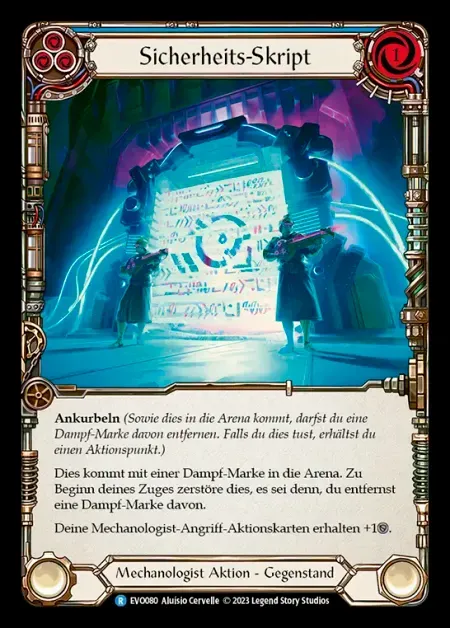 Sicherheits-Skript
1
Ankurbeln (Sowie dies in die Arena kommt, darfst du eine
Dampf-Marke davon entfernen. Falls du dies tust, erhältst du
einen Aktionspunkt.)
Dies kommt mit einer Dampf-Marke in die Arena. Zu
Beginn deines Zuges zerstöre dies, es sei denn, du entfernst
eine Dampf-Marke davon.
Deine Mechanologist-Angriff-Aktionskarten erhalten +1.
Mechanologist Aktion - Gegenstand
R EVO080 Aluisio Cervelle © 2023 Legend Story Studios